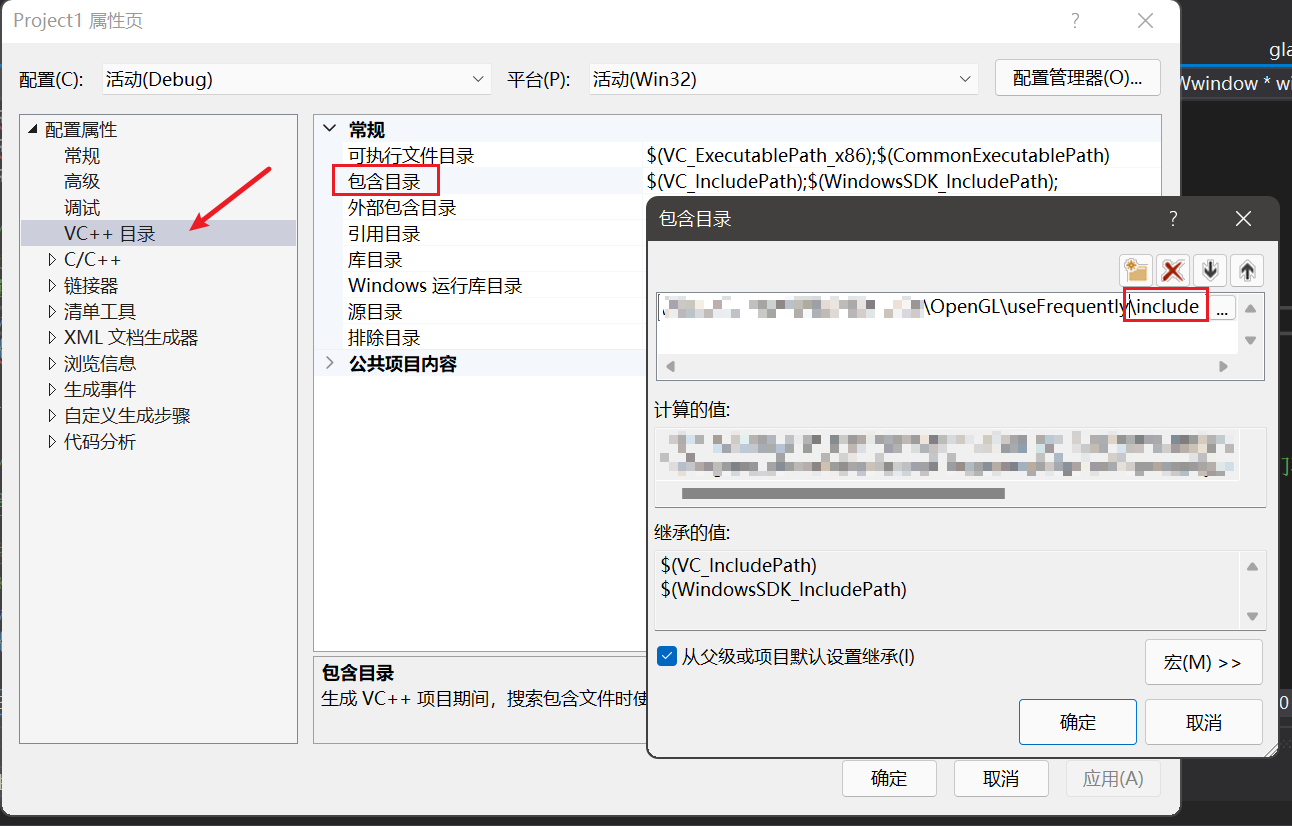 Project1 属性页
配置(C): 活动(Debug) 平台(P): 活动(Win32) 配置管理器(O)...
配置属性
常规
高级
调试
VC++ 目录
C/C++
链接器
清单工具
XML 文档生成器
浏览信息
生成事件
自定义生成步骤
代码分析
常规
可执行文件目录 $(VC_ExecutablePath_x86);$(CommonExecutablePath)
包含目录 $(VC_IncludePath);$(WindowsSDK_IncludePath);
外部包含目录
引用目录
库目录
Windows 运行库目录
源目录
排除目录
公共项目内容
包含目录
生成 VC++ 项目期间，搜索包含文件时使
包含目录
\OpenGL\useFrequently\include ...
计算的值:
继承的值:
$(VC_IncludePath)
$(WindowsSDK_IncludePath)
从父级或项目默认设置继承(I)
宏(M) >>
确定 取消
确定 取消 应用(A)